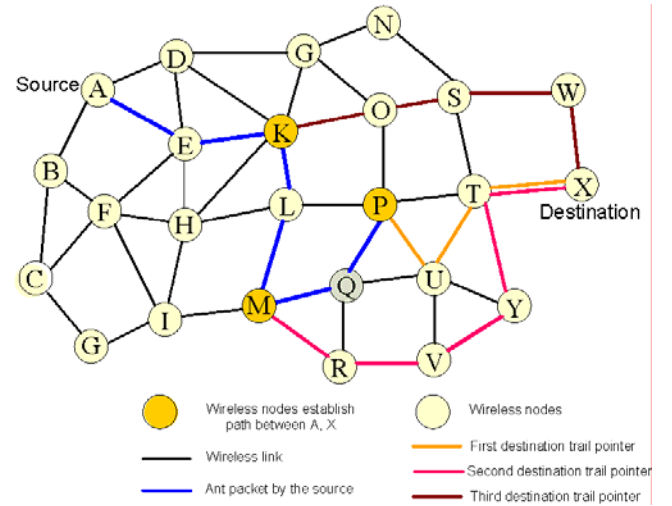 N
D
G
Source
A
S
W
O
K
E
B
X
T
L
P
F
Destination
H
Q
U
C
M
Y
I
G
V
R
Wireless nodes establish
path between A, X
Wireless nodes
Wireless link
First destination trail pointer
Second destination trail pointer
Ant packet by the source
Third destination trail pointer